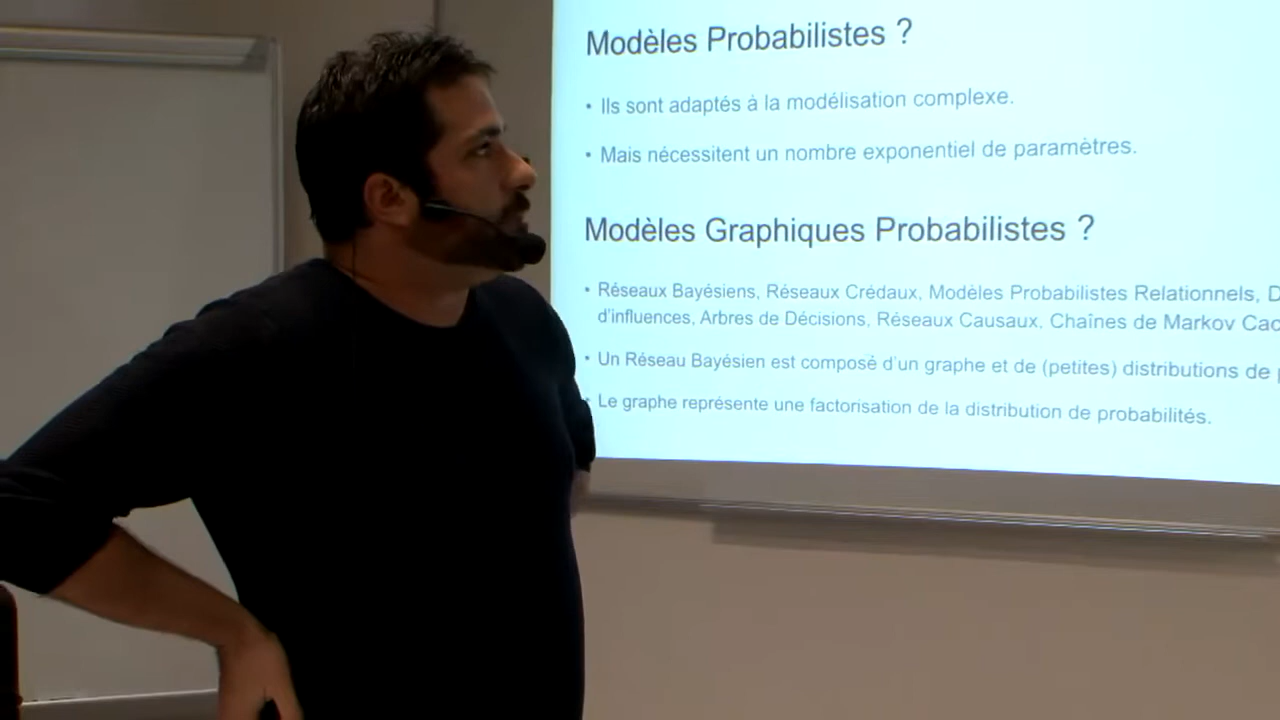 Modèles Probabilistes ?
• Ils sont adaptés à la modélisation complexe.
• Mais nécessitent un nombre exponentiel de paramètres.
Modèles Graphiques Probabilistes ?
• Réseaux Bayésiens, Réseaux Crédaux, Modèles Probabilistes Relationnels,
d'influences, Arbres de Décisions, Réseaux Causaux, Chaînes de Markov
• Un Réseau Bayésien est composé d'un graphe et de (petites) distributions de
• Le graphe représente une factorisation de la distribution de probabilités.